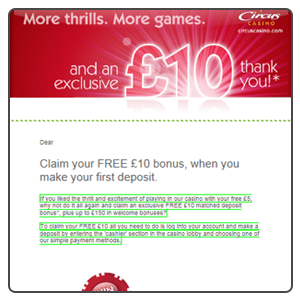 More thrills. More games.
Circus
CASINO
circuscasino.com
and an
exclusive
£10
thank
you!*
Dear
Claim your FREE £10 bonus, when you
make your first deposit.
If you liked the thrill and excitement of playing in our casino with your free £5,
why not do it all again and claim an exclusive FREE £10 matched deposit
bonus*, plus up to £150 in welcome bonuses?
To claim your FREE £10 all you need to do is log into your account and make a
deposit by entering the 'cashier' section in the casino lobby and choosing one of
our simple payment methods.